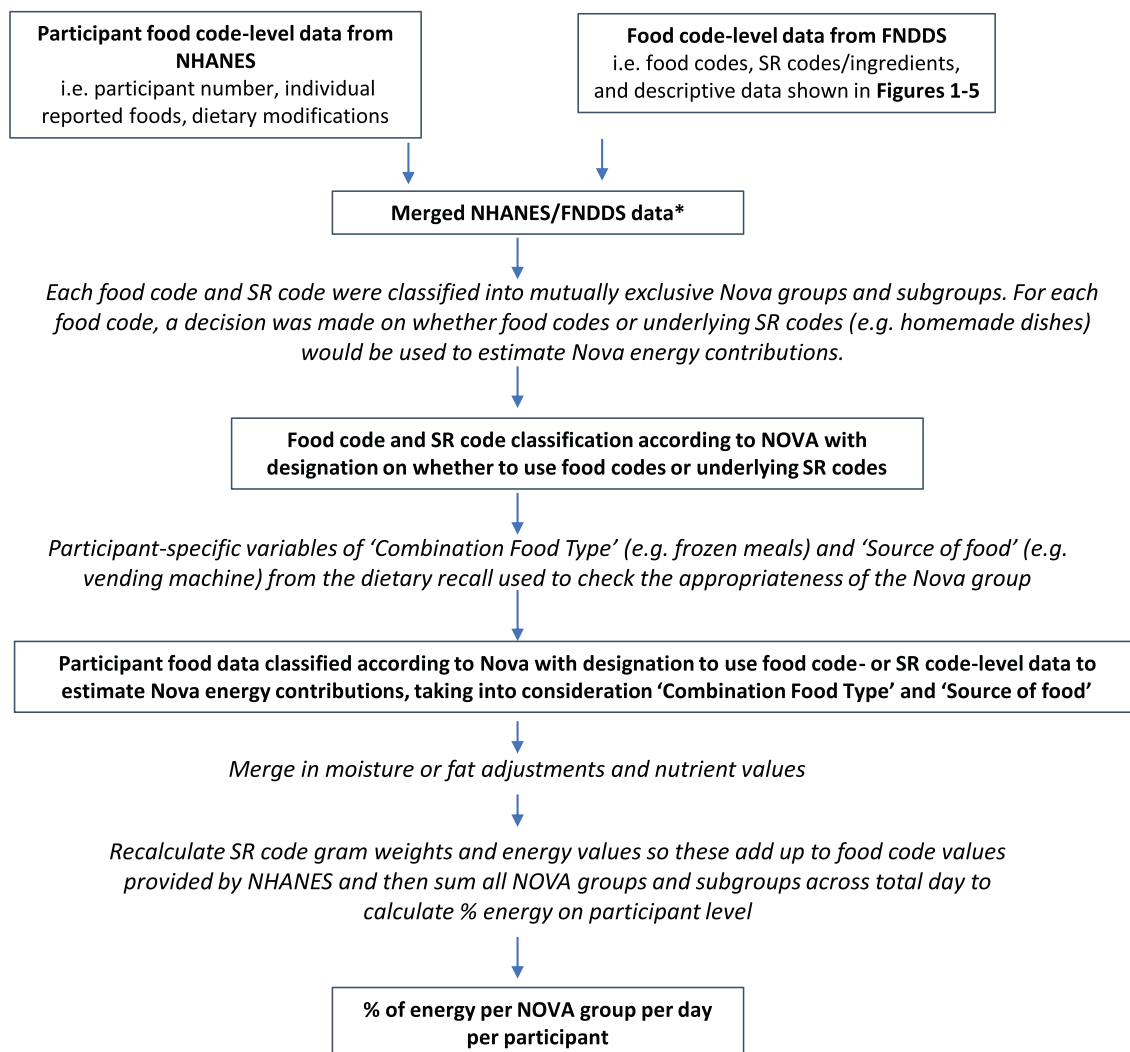 Participant food code-level data from
NHANES
i.e. participant number, individual
reported foods, dietary modifications
Food code-level data from FNDDS
i.e. food codes, SR codes/ingredients,
and descriptive data shown in Figures 1-5
Merged NHANES/FNDDS data*
Each food code and SR code were classified into mutually exclusive Nova groups and subgroups. For each
food code, a decision was made on whether food codes or underlying SR codes (e.g. homemade dishes)
would be used to estimate Nova energy contributions.
Food code and SR code classification according to NOVA with
designation on whether to use food codes or underlying SR codes
Participant-specific variables of ‘Combination Food Type’ (e.g. frozen meals) and ‘Source of food’ (e.g.
vending machine) from the dietary recall used to check the appropriateness of the Nova group
Participant food data classified according to Nova with designation to use food code- or SR code-level data to
estimate Nova energy contributions, taking into consideration ‘Combination Food Type’ and ‘Source of food’
Merge in moisture or fat adjustments and nutrient values
Recalculate SR code gram weights and energy values so these add up to food code values
provided by NHANES and then sum all NOVA groups and subgroups across total day to
calculate % energy on participant level
% of energy per NOVA group per day
per participant